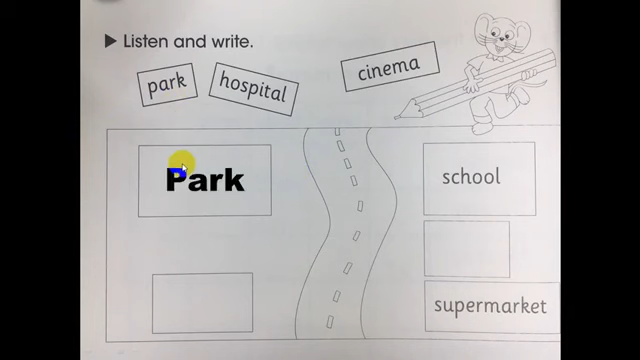 ▶ Listen and write.
park
hospital
cinema
Park
school
supermarket